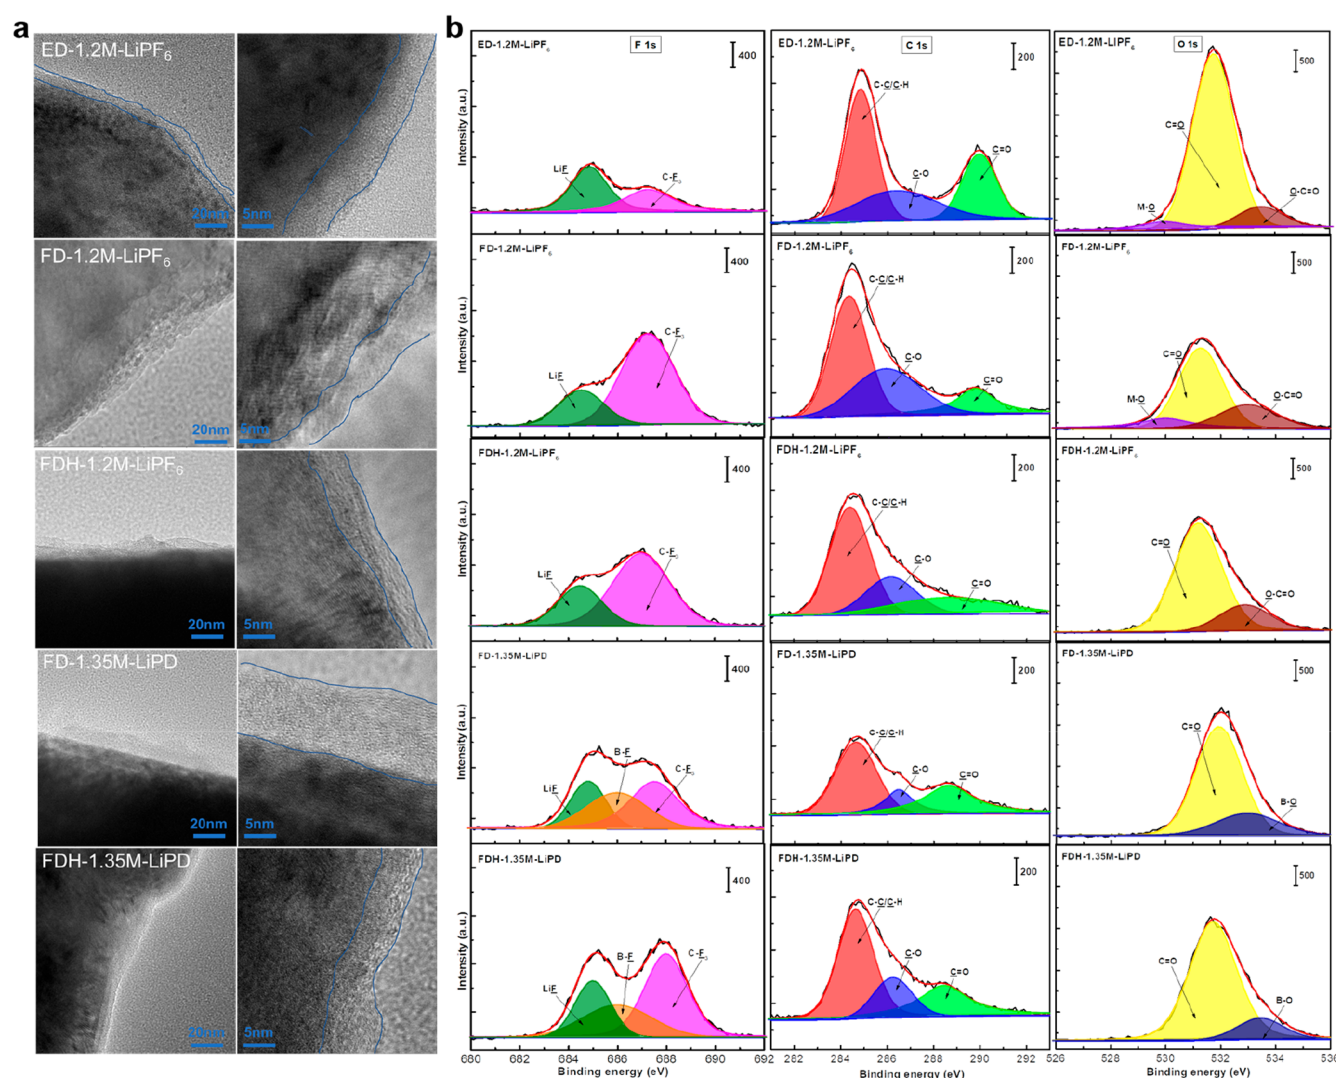 a
ED-1.2M-LiPF6
20nm
5nm
FD-1.2M-LiPF6
20nm
5nm
FDH-1.2M-LiPF6
20nm
5nm
FD-1.35M-LiPD
20nm
5nm
FDH-1.35M-LiPD
20nm
5nm
b
ED-1.2M-LiPF6
F 1s
400
LiF
C-F3
Intensity (a.u.)
ED-1.2M-LiPF6
C 1s
200
C-C/C-H
C-O
C=O
ED-1.2M-LiPF6
O 1s
500
C=O
M-O
O-C=O
FD-1.2M-LiPF6
400
LiF
C-F3
Intensity (a.u.)
FD-1.2M-LiPF6
200
C-C/C-H
C-O
C=O
FD-1.2M-LiPF6
500
C=O
M-O
O-C=O
FDH-1.2M-LiPF6
400
LiF
C-F3
Intensity (a.u.)
FDH-1.2M-LiPF6
200
C-C/C-H
C-O
C=O
FDH-1.2M-LiPF6
500
C=O
O-C=O
FD-1.35M-LiPD
400
LiF
B-F
C-F3
Intensity (a.u.)
FD-1.35M-LiPD
200
C-C/C-H
C-O
C=O
FD-1.35M-LiPD
500
C=O
B-O
FDH-1.35M-LiPD
400
LiF
B-F
C-F3
Intensity (a.u.)
FDH-1.35M-LiPD
200
C-C/C-H
C-O
C=O
FDH-1.35M-LiPD
500
C=O
B-O
680 682 684 686 688 690 692
282 284 286 288 290 292
526 528 530 532 534 536
Binding energy (eV)
Binding energy (eV)
Binding energy (eV)